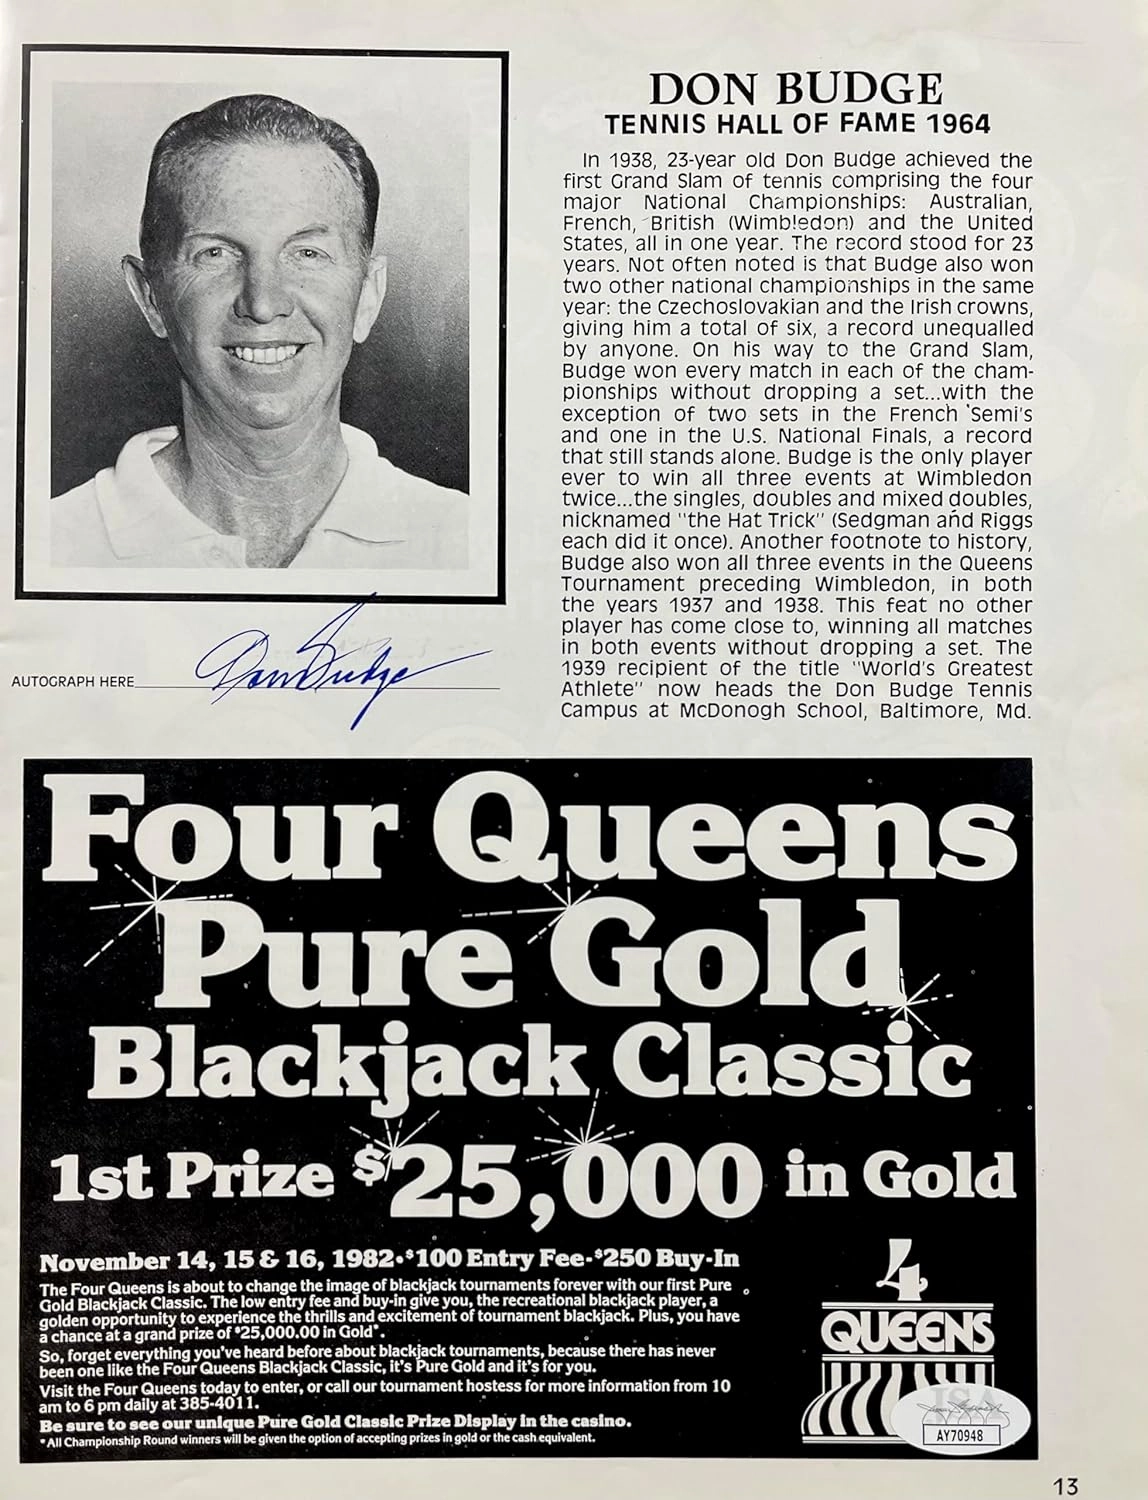 DON BUDGE
TENNIS HALL OF FAME 1964
In 1938, 23-year old Don Budge achieved the
first Grand Slam of tennis comprising the four
major National Championships: Australian,
French, British (Wimbledon) and the United
States, all in one year. The record stood for 23
years. Not often noted is that Budge also won
two other national championships in the same
year: the Czechoslovakian and the Irish crowns,
giving him a total of six, a record unequalled
by anyone. On his way to the Grand Slam,
Budge won every match in each of the cham-
pionships without dropping a set...with the
exception of two sets in the French 'Semi's
and one in the U.S. National Finals, a record
that still stands alone. Budge is the only player
ever to win all three events at Wimbledon
twice...the singles, doubles and mixed doubles,
nicknamed "the Hat Trick" (Sedgman and Riggs
each did it once). Another footnote to history,
Budge also won all three events in the Queens
Tournament preceding Wimbledon, in both
the years 1937 and 1938. This feat no other
player has come close to, winning all matches
in both events without dropping a set. The
1939 recipient of the title "World's Greatest
Athlete" now heads the Don Budge Tennis
Campus at McDonogh School, Baltimore, Md.
Don Budge
AUTOGRAPH HERE
Four Queens
Pure Gold
Blackjack Classic
1st Prize $25,000 in Gold
November 14, 15 & 16, 1982•$100 Entry Fee-$250 Buy-In
The Four Queens is about to change the image of blackjack tournaments forever with our first Pure
Gold Blackjack Classic. The low entry fee and buy-in give you, the recreational blackjack player, a
golden opportunity to experience the thrills and excitement of tournament blackjack. Plus, you have
a chance at a grand prize of $25,000.00 in Gold*.
So, forget everything you've heard before about blackjack tournaments, because there has never
been one like the Four Queens Blackjack Classic, it's Pure Gold and it's for you.
Visit the Four Queens today to enter, or call our tournament hostess for more information from 10
am to 6 pm daily at 385-4011.
Be sure to see our unique Pure Gold Classic Prize Display in the casino.
*All Championship Round winners will be given the option of accepting prizes in gold or the cash equivalent.
4
QUEENS
JSA
AY70948
13